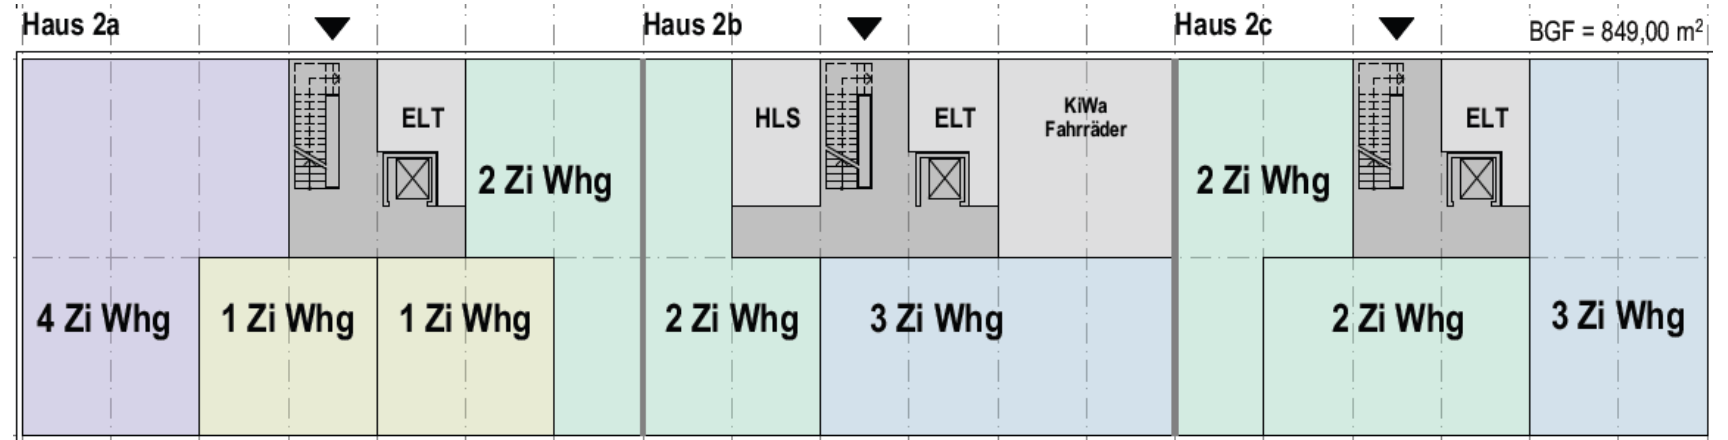 Haus 2a
Haus 2b
Haus 2c
BGF = 849,00 m²
ELT
HLS
ELT
KiWa
Fahrräder
ELT
2 Zi Whg
2 Zi Whg
4 Zi Whg
1 Zi Whg
1 Zi Whg
2 Zi Whg
3 Zi Whg
2 Zi Whg
3 Zi Whg